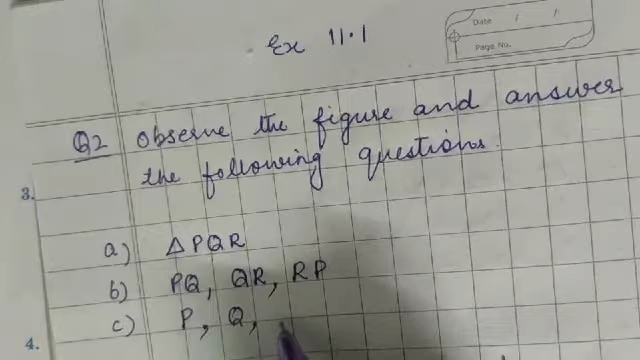 Ex 11.1
Date / /
Page No.
Q2 Observe the figure and answer
the following questions.
3.
a) △PQR
b) PQ, QR, RP
c) P, Q,
4.